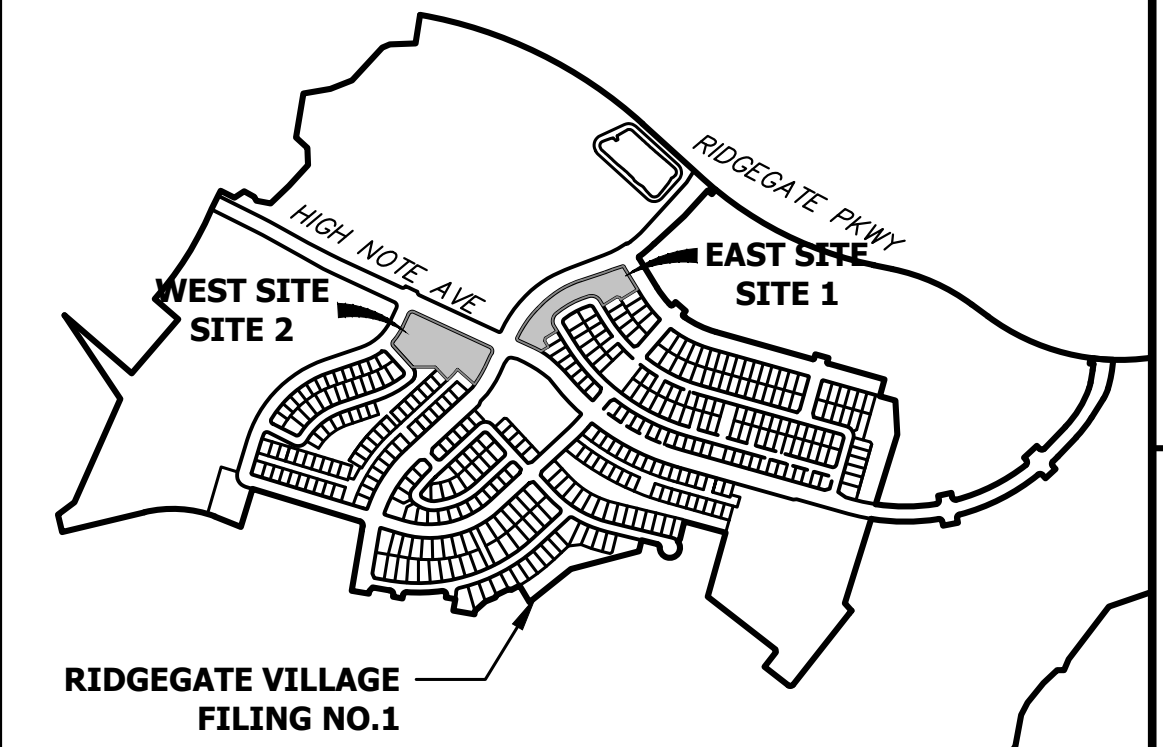 RIDGEGATE PKWY
HIGH NOTE AVE
EAST SITE
SITE 1
WEST SITE
SITE 2
RIDGEGATE VILLAGE
FILING NO.1